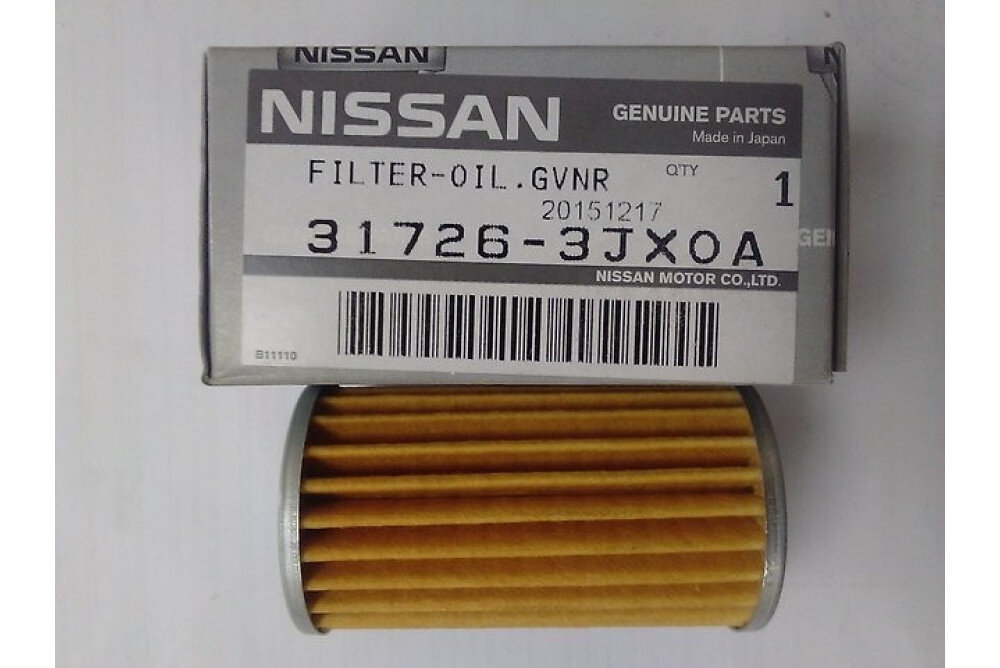 NISSAN
NISSAN
GENUINE PARTS
Made in Japan
FILTER-OIL.GVNR
QTY
1
20151217
31726-3JX0A
GEN
NISSAN MOTOR CO.,LTD.
B11110